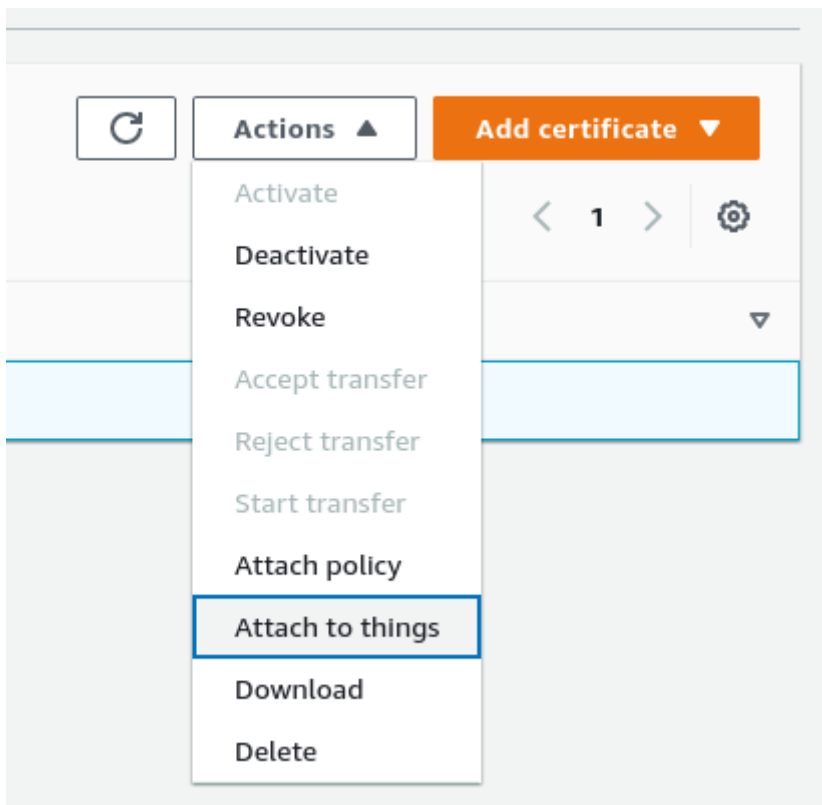 Actions ▲ Add certificate ▼
Activate
1
Deactivate
Revoke
Accept transfer
Reject transfer
Start transfer
Attach policy
Attach to things
Download
Delete